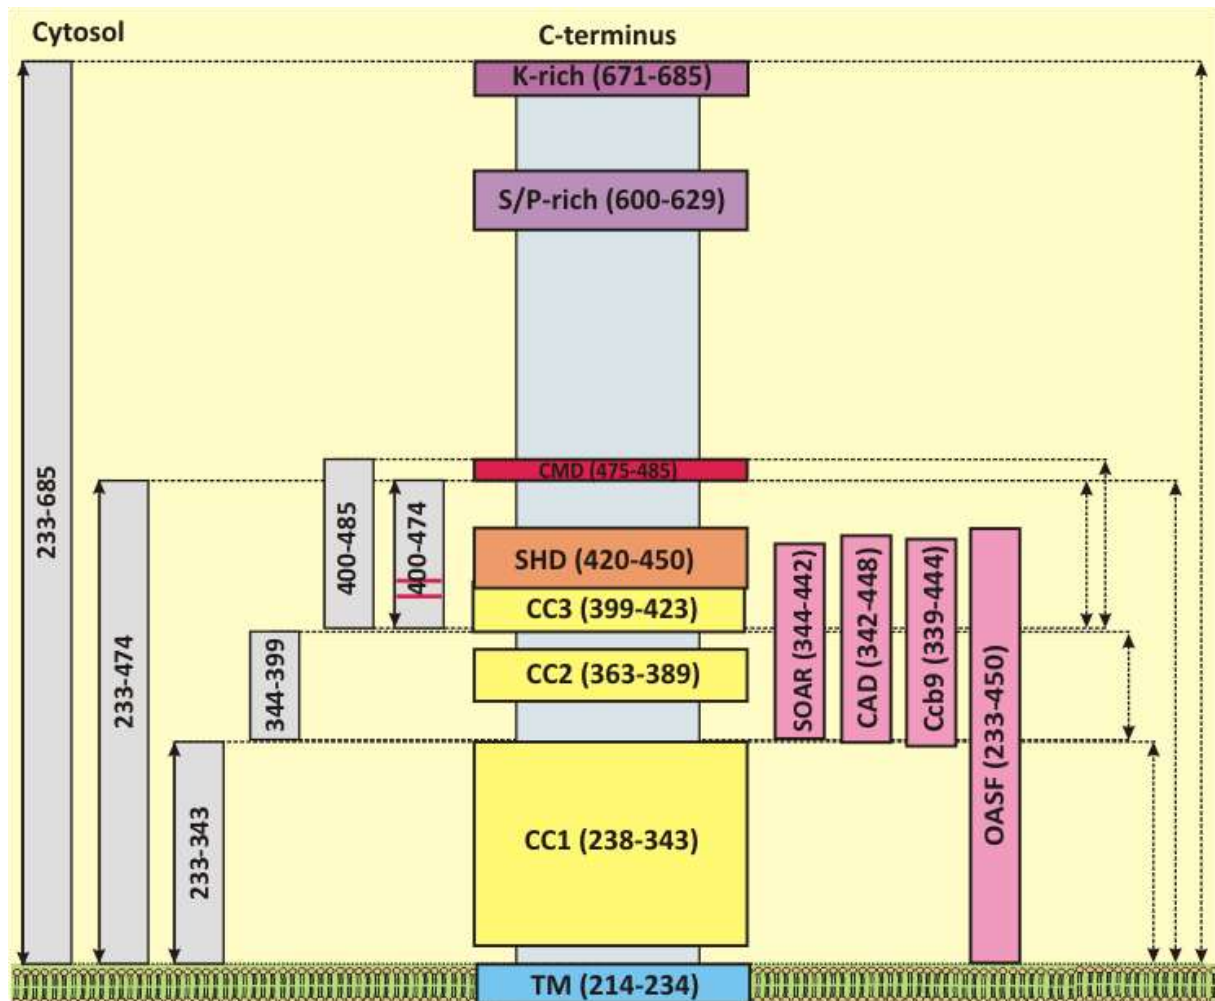 Cytosol
C-terminus
K-rich (671-685)
S/P-rich (600-629)
CMD (475-485)
SHD (420-450)
CC3 (399-423)
CC2 (363-389)
CC1 (238-343)
TM (214-234)
233-685
233-474
233-343
344-399
400-485
400-474
SOAR (344-442)
CAD (342-448)
Ccb9 (339-444)
OASF (233-450)